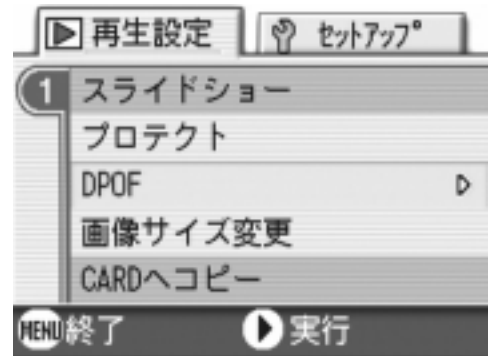 再生設定 セットアップ
1 スライドショー
プロテクト
DPOF
画像サイズ変更
CARDへコピー
MENU 終了 実行